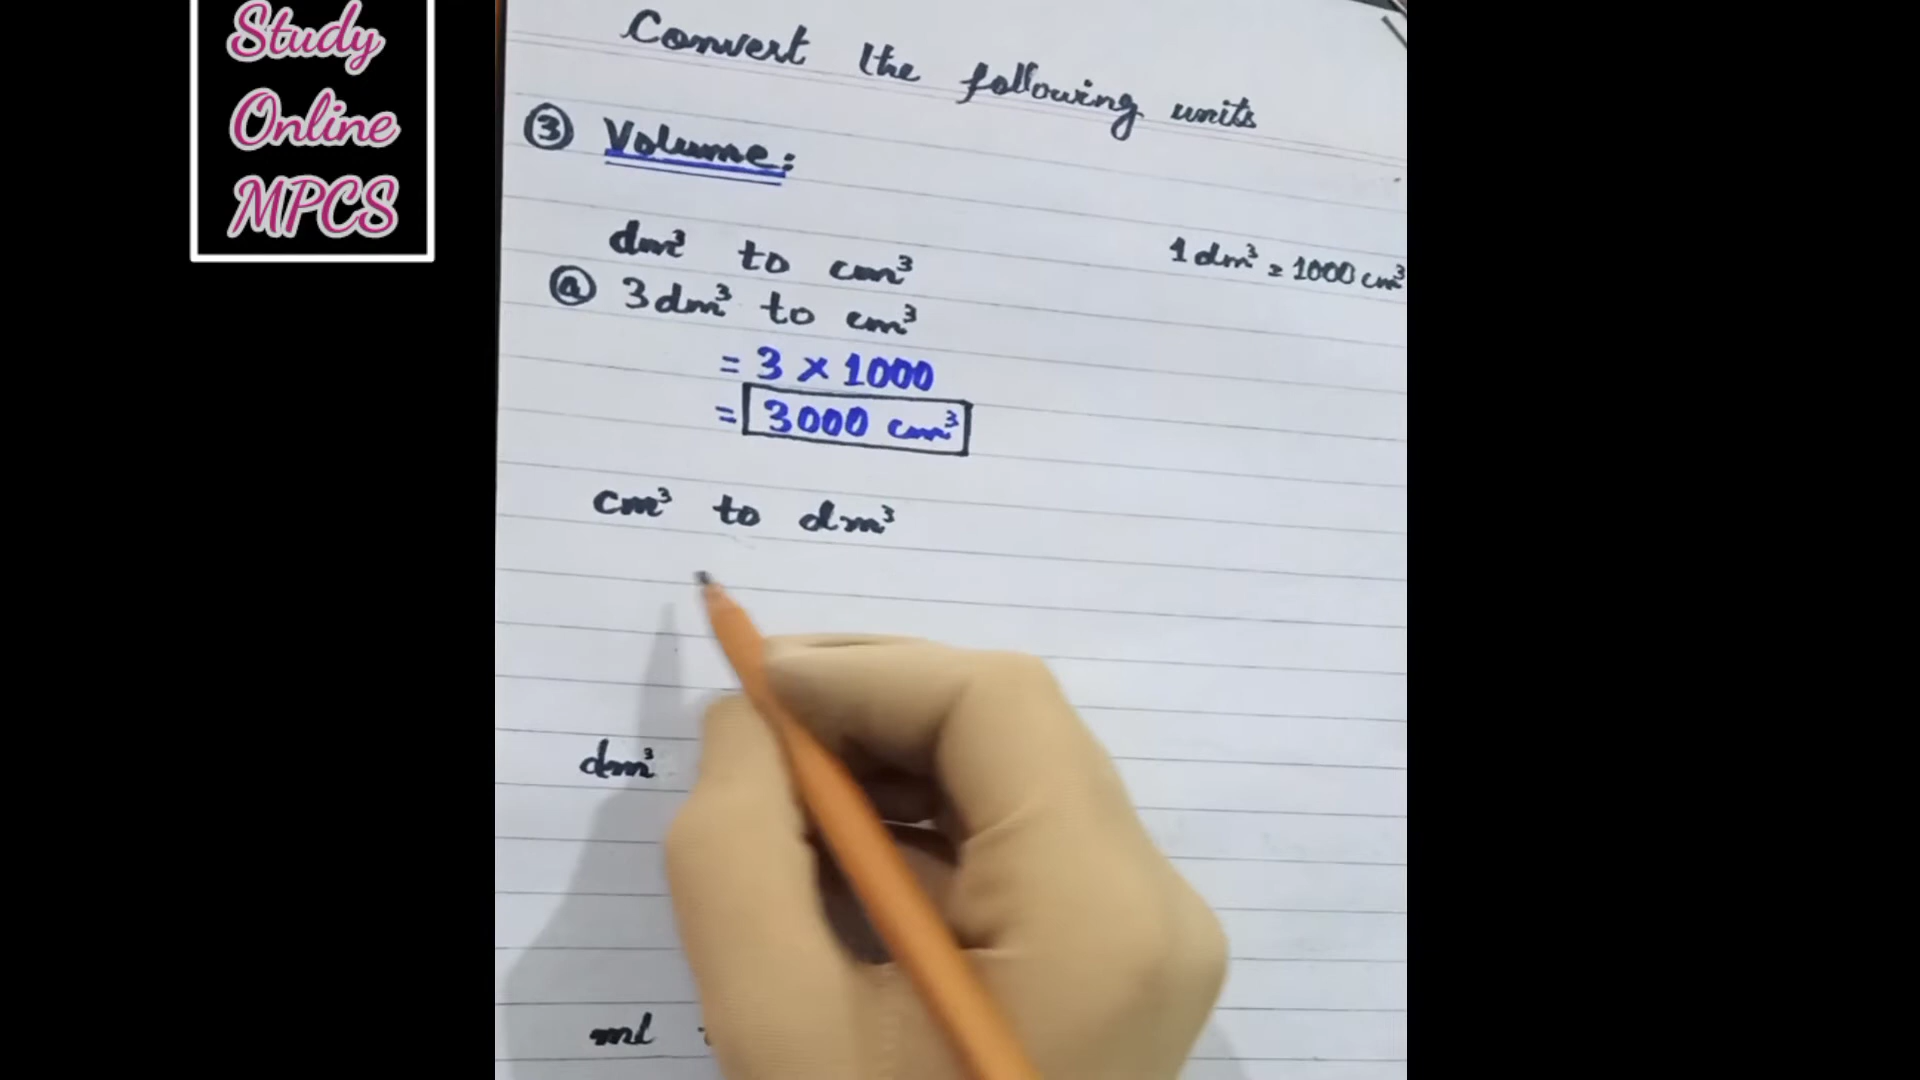 Study
Online
MPCS
Convert the following units
③ Volume:
dm³ to cm³
1 dm³ = 1000 cm³
ⓐ 3dm³ to cm³
= 3 × 1000
= 3000 cm³
cm³ to dm³
dm³
ml